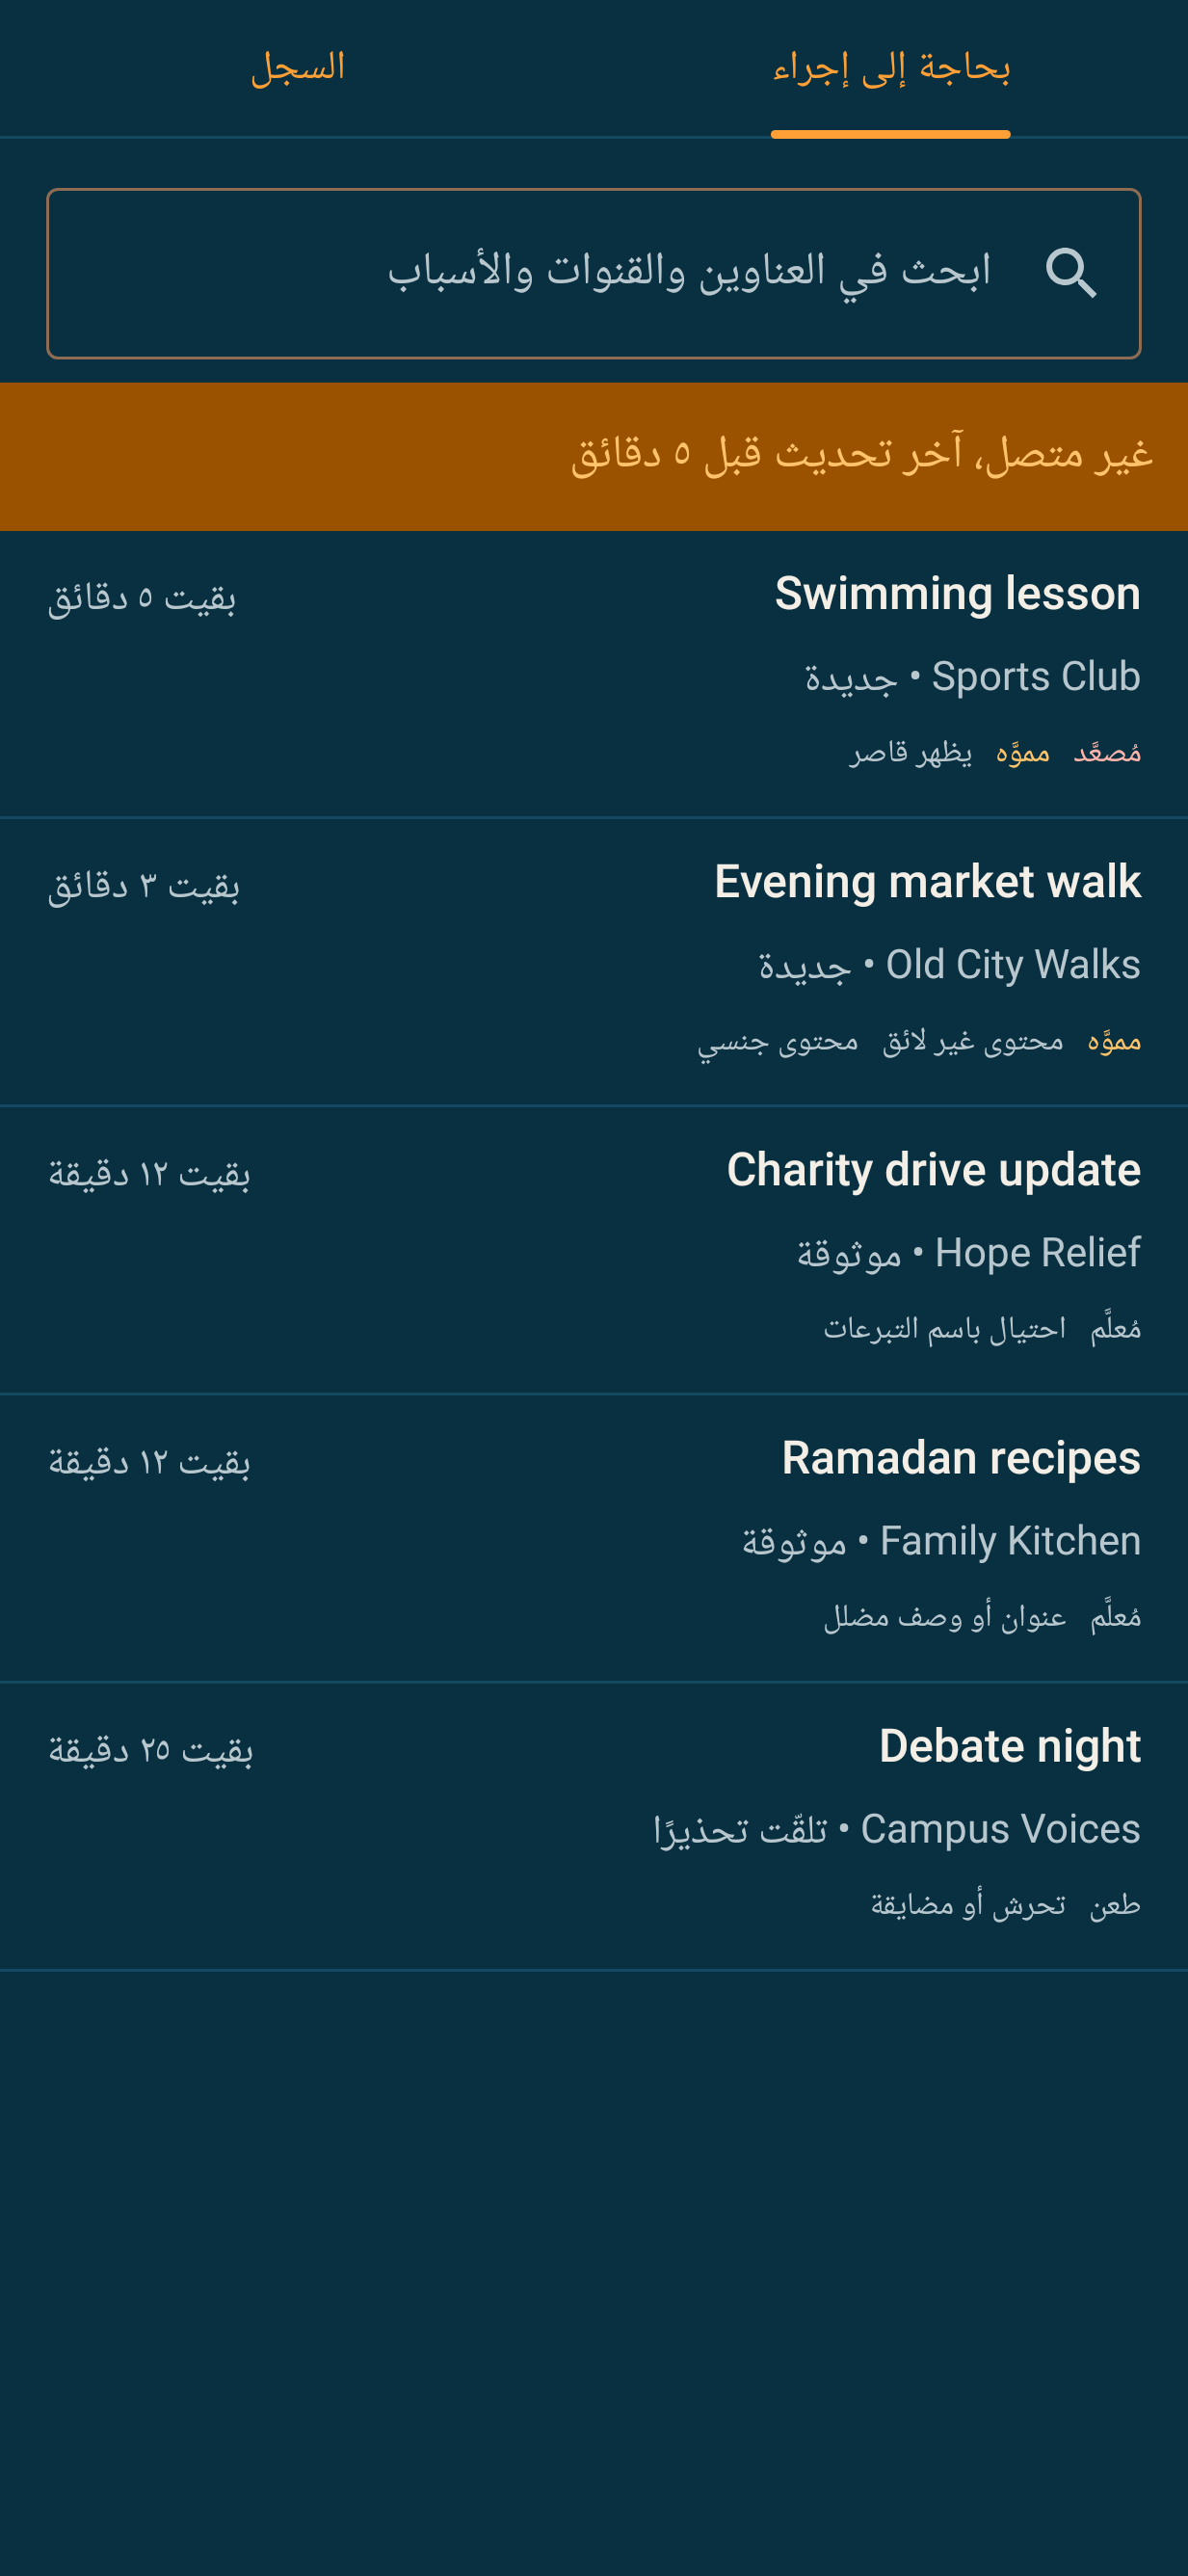 بحاجة إلى إجراء
السجل
ابحث في العناوين والقنوات والأسباب
غير متصل، آخر تحديث قبل ٥ دقائق
Swimming lesson
بقيت ٥ دقائق
Sports Club • جديدة
مُصعَّد مموَّه يظهر قاصر
Evening market walk
بقيت ٣ دقائق
Old City Walks • جديدة
مموَّه محتوى غير لائق محتوى جنسي
Charity drive update
بقيت ١٢ دقيقة
Hope Relief • موثوقة
مُعلَّم احتيال باسم التبرعات
Ramadan recipes
بقيت ١٢ دقيقة
Family Kitchen • موثوقة
مُعلَّم عنوان أو وصف مضلل
Debate night
بقيت ٢٥ دقيقة
Campus Voices • تلقّت تحذيرًا
طعن تحرش أو مضايقة